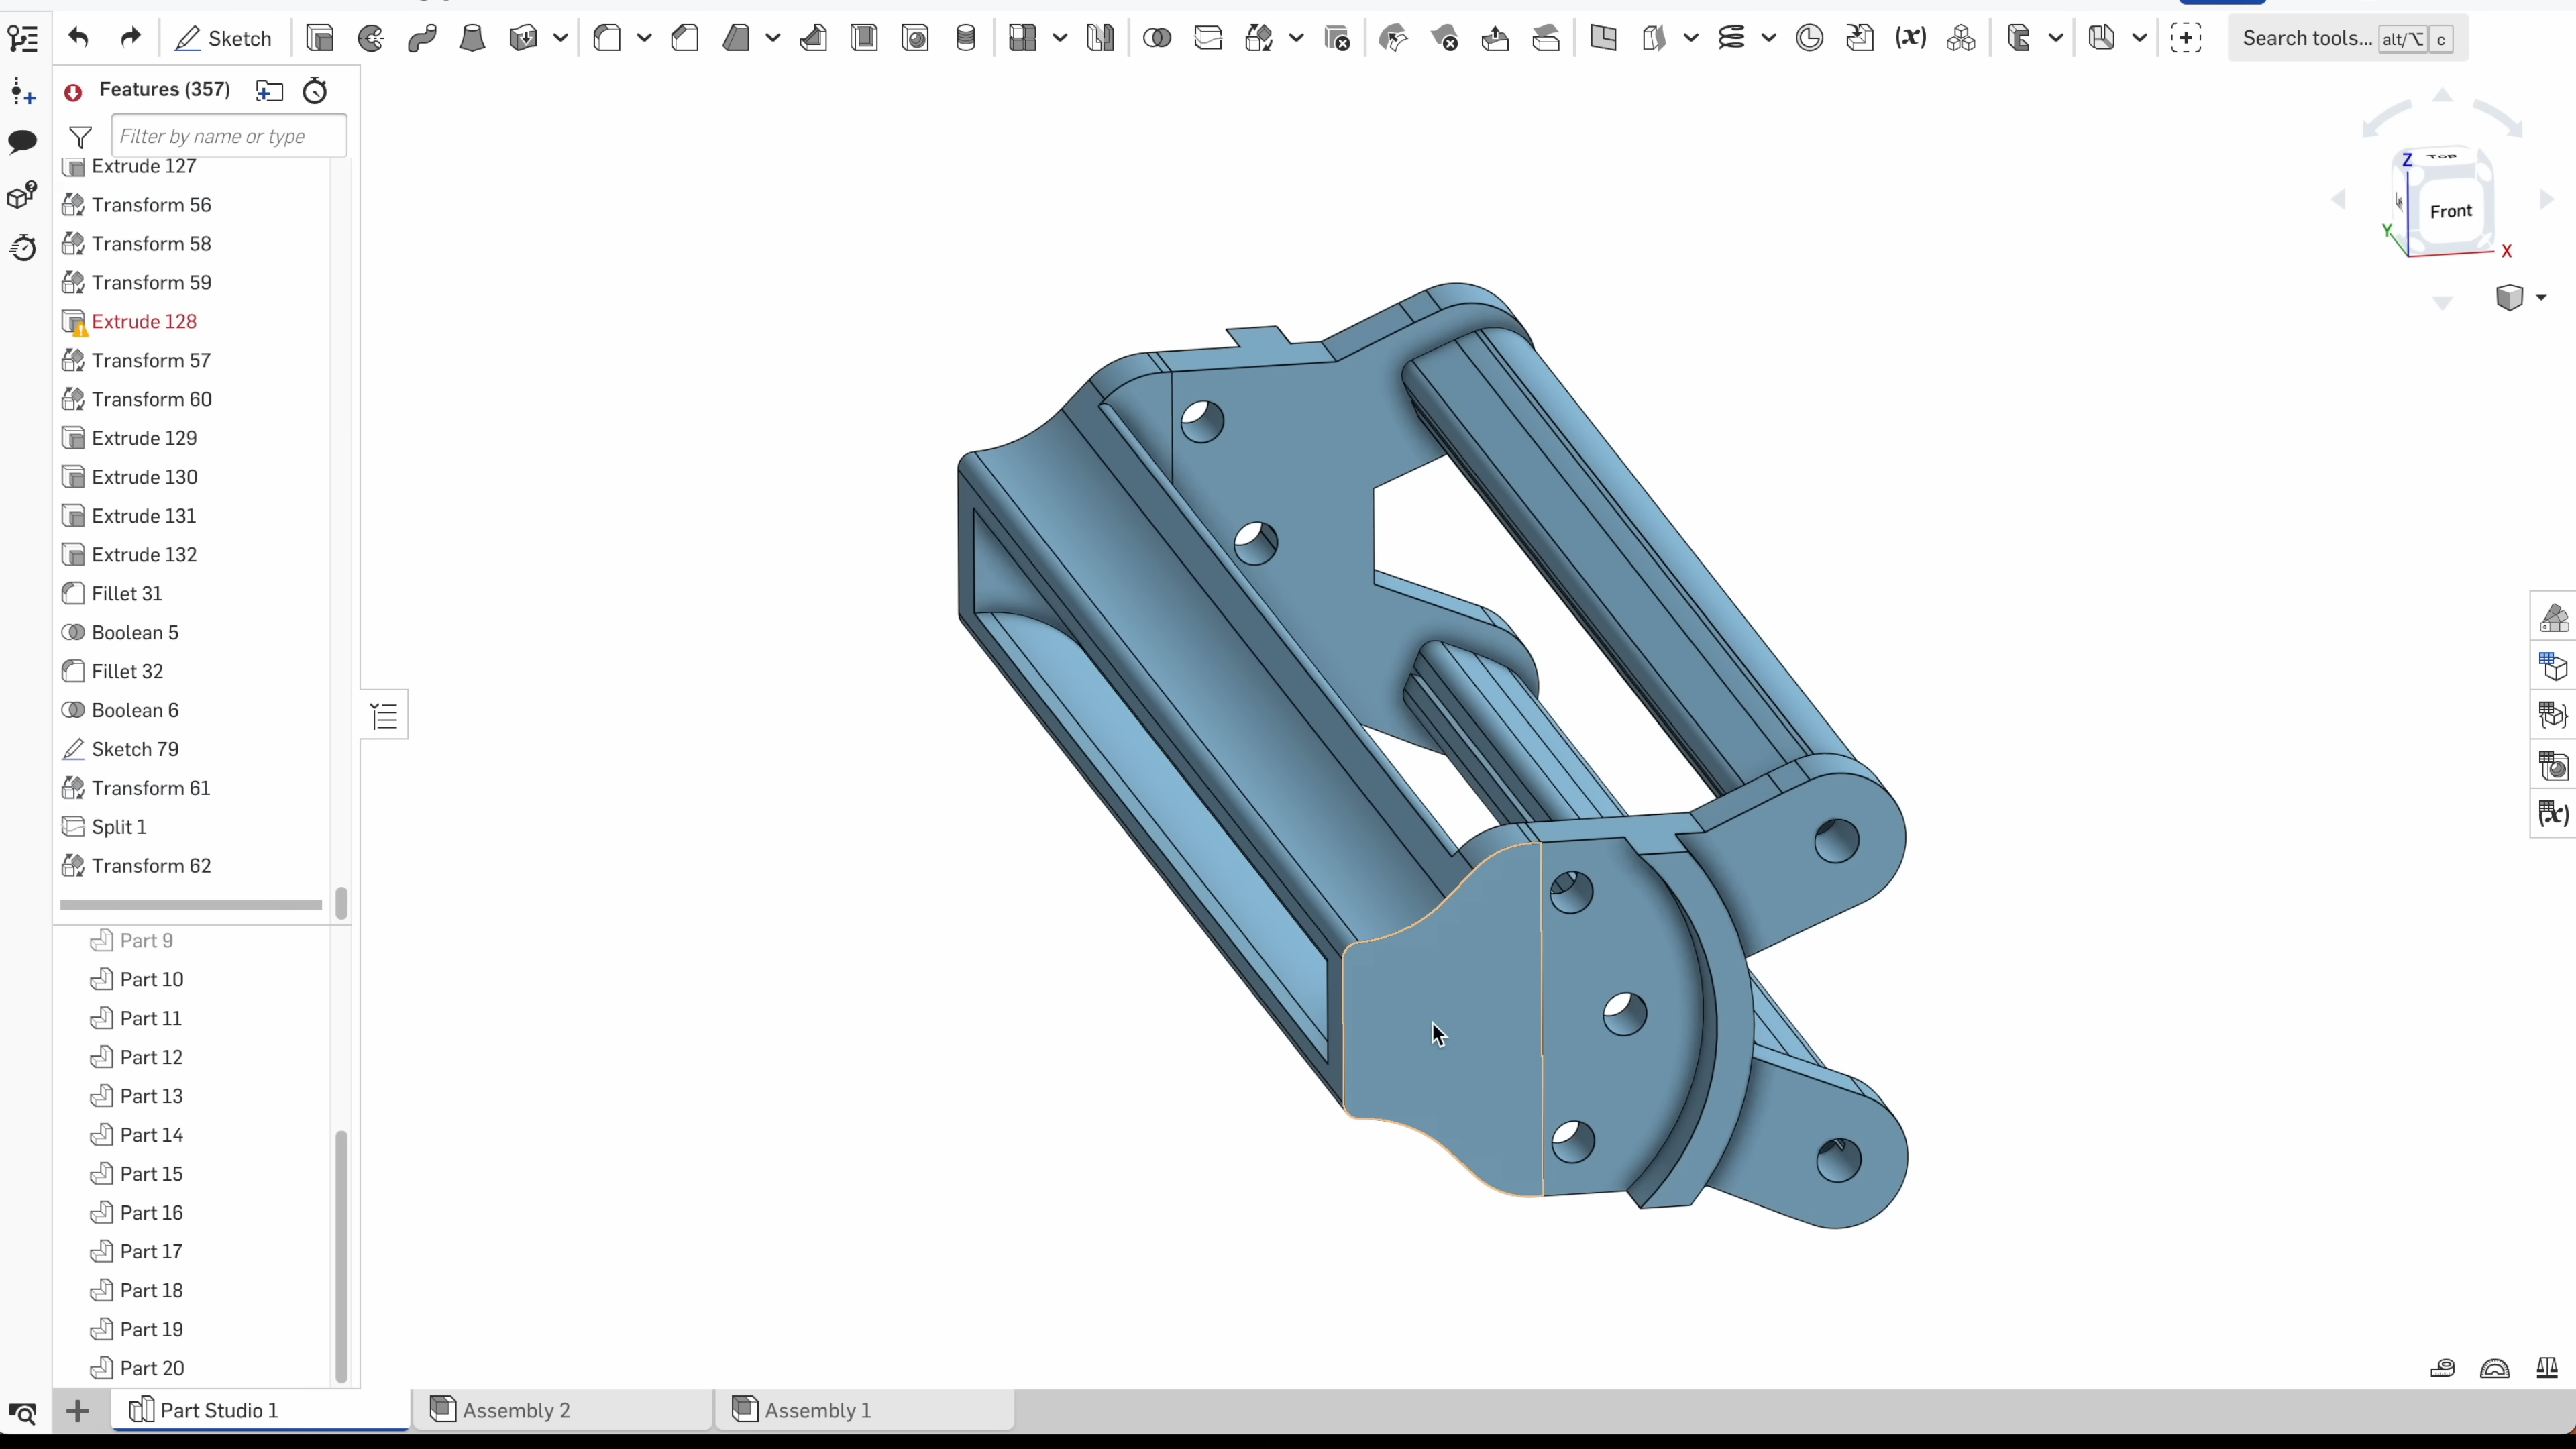 Sketch
Search tools... alt/⌥ c
Features (357)
Filter by name or type
Extrude 127
Transform 56
Transform 58
Transform 59
Extrude 128
Transform 57
Transform 60
Extrude 129
Extrude 130
Extrude 131
Extrude 132
Fillet 31
Boolean 5
Fillet 32
Boolean 6
Sketch 79
Transform 61
Split 1
Transform 62
Part 9
Part 10
Part 11
Part 12
Part 13
Part 14
Part 15
Part 16
Part 17
Part 18
Part 19
Part 20
Z Top
Front
Y
X
Part Studio 1
Assembly 2
Assembly 1